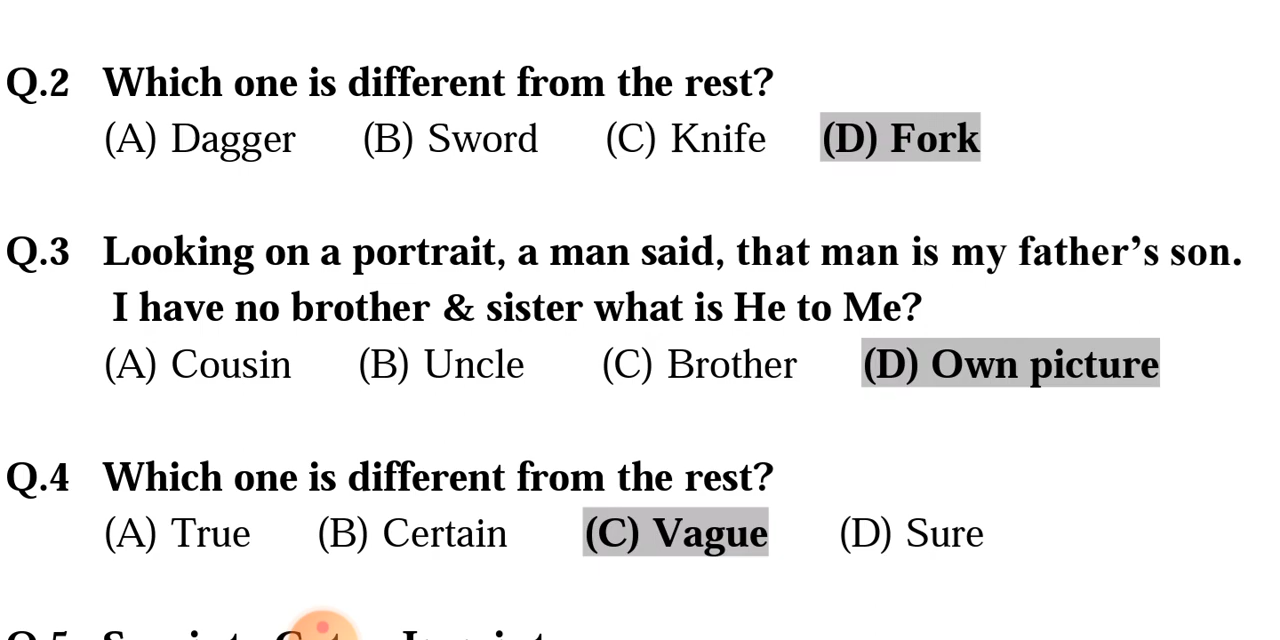 Q.2 Which one is different from the rest?
(A) Dagger (B) Sword (C) Knife (D) Fork
Q.3 Looking on a portrait, a man said, that man is my father’s son.
I have no brother & sister what is He to Me?
(A) Cousin (B) Uncle (C) Brother (D) Own picture
Q.4 Which one is different from the rest?
(A) True (B) Certain (C) Vague (D) Sure